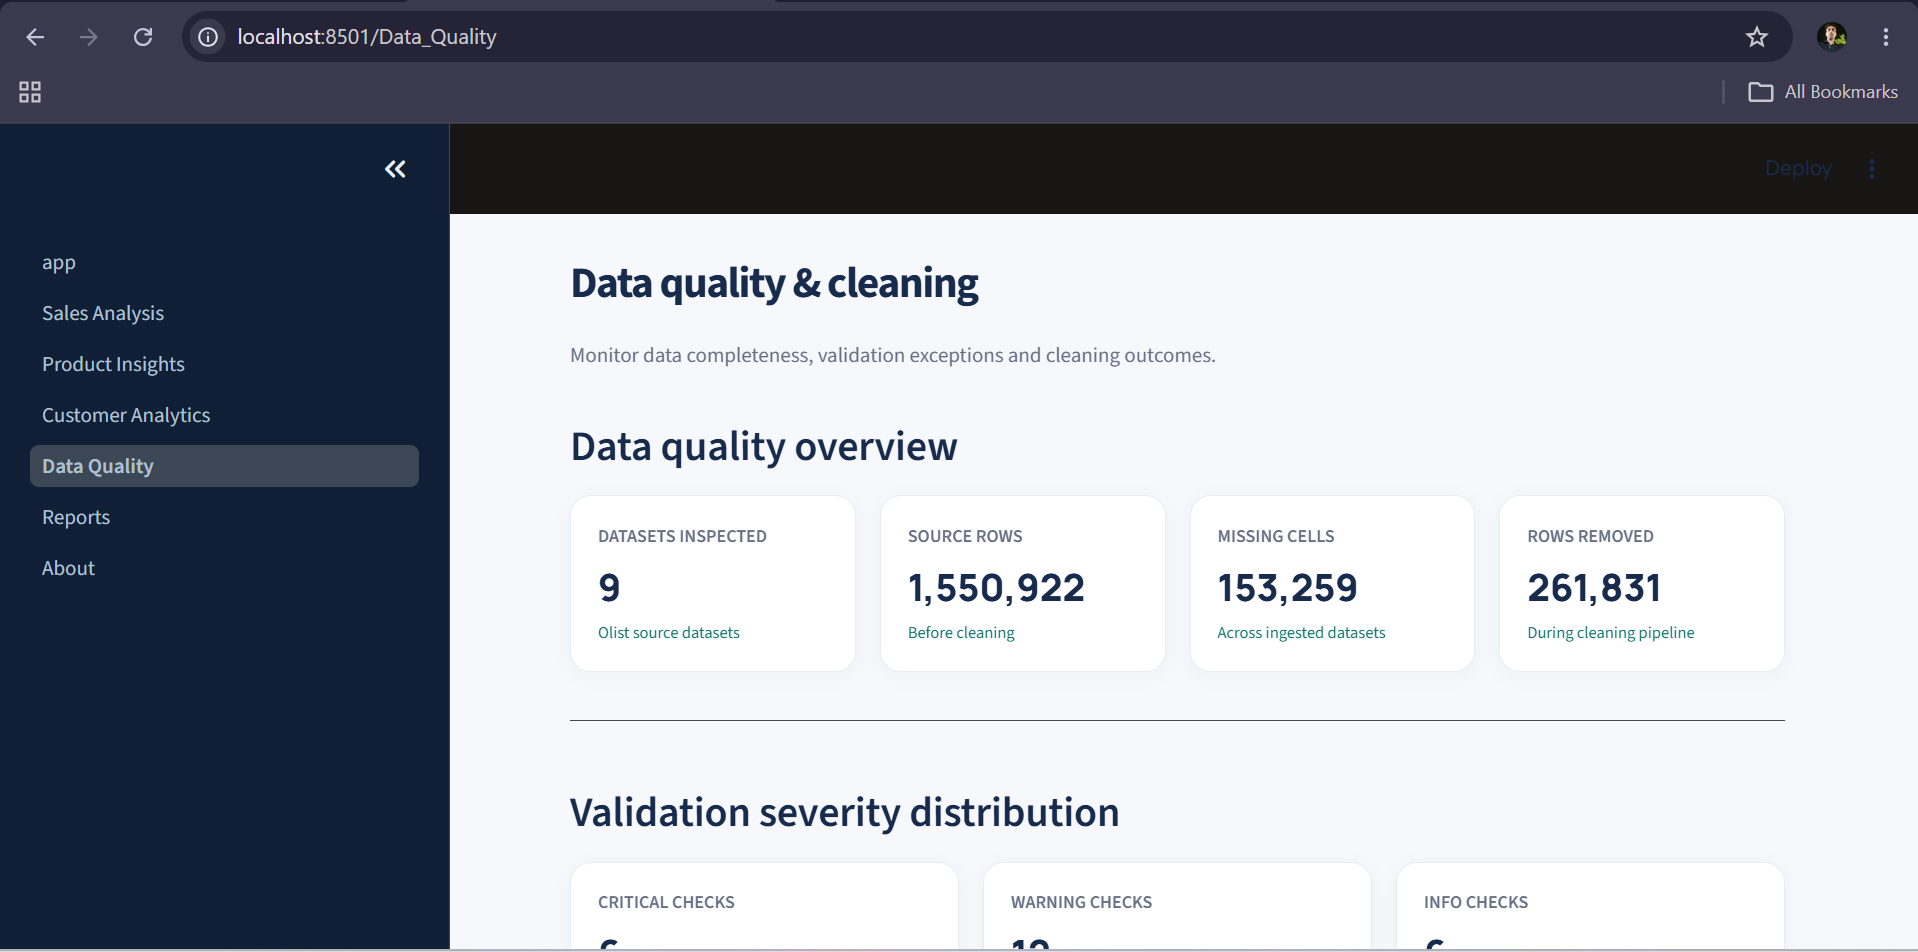 localhost:8501/Data_Quality
All Bookmarks
Deploy
app
Sales Analysis
Product Insights
Customer Analytics
Data Quality
Reports
About
Data quality & cleaning
Monitor data completeness, validation exceptions and cleaning outcomes.
Data quality overview
DATASETS INSPECTED
9
Olist source datasets
SOURCE ROWS
1,550,922
Before cleaning
MISSING CELLS
153,259
Across ingested datasets
ROWS REMOVED
261,831
During cleaning pipeline
Validation severity distribution
CRITICAL CHECKS
WARNING CHECKS
INFO CHECKS